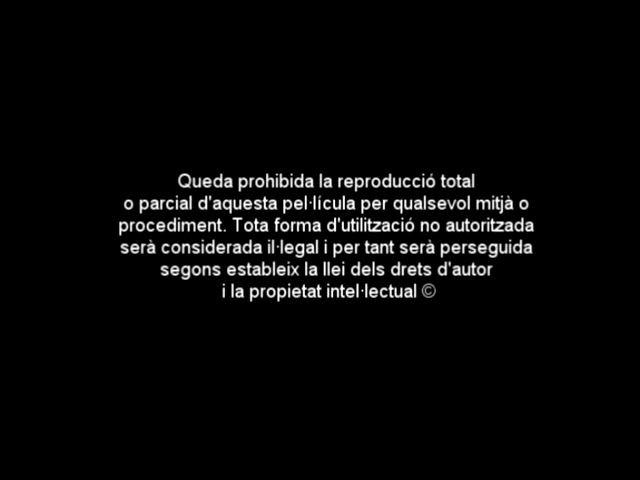 Queda prohibida la reproducció total
o parcial d'aquesta pel·lícula per qualsevol mitjà o
procediment. Tota forma d'utilització no autoritzada
serà considerada il·legal i per tant serà perseguida
segons estableix la llei dels drets d'autor
i la propietat intel·lectual ©